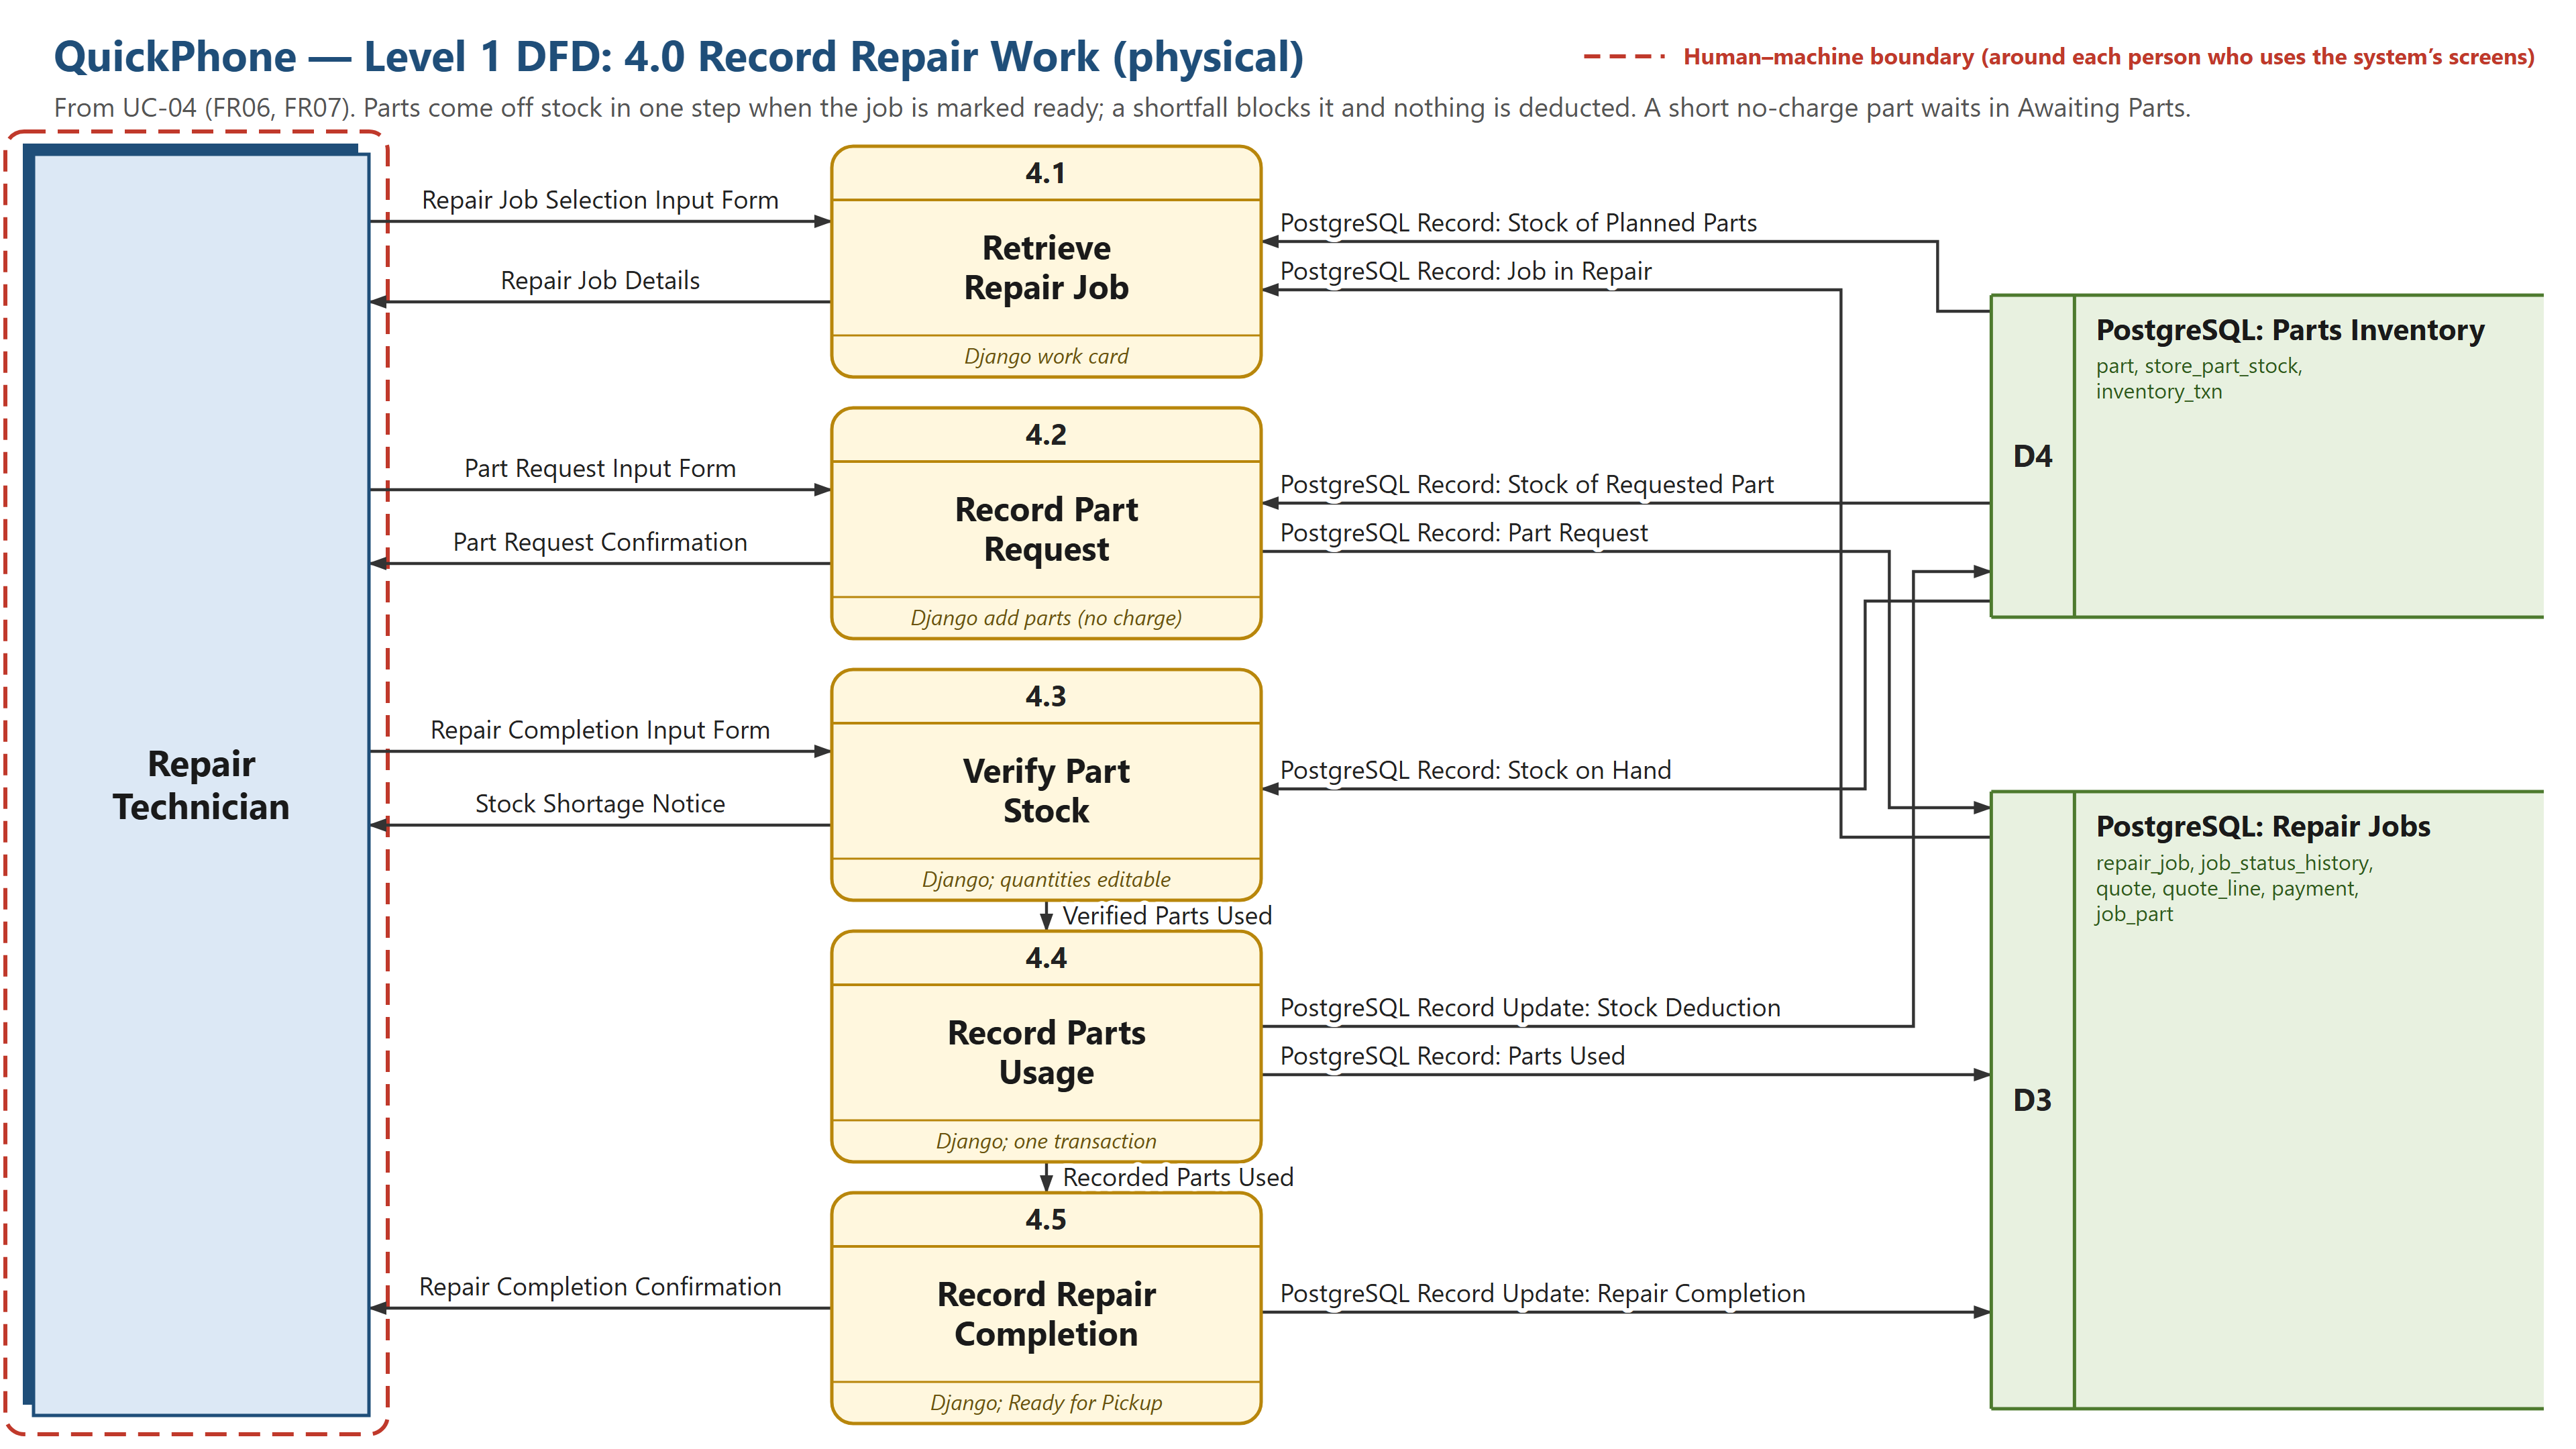 QuickPhone — Level 1 DFD: 4.0 Record Repair Work (physical)
Human–machine boundary (around each person who uses the system’s screens)
From UC-04 (FR06, FR07). Parts come off stock in one step when the job is marked ready; a shortfall blocks it and nothing is deducted. A short no-charge part waits in Awaiting Parts.
Repair
Technician
Repair Job Selection Input Form
Repair Job Details
4.1
Retrieve
Repair Job
Django work card
PostgreSQL Record: Stock of Planned Parts
PostgreSQL Record: Job in Repair
Part Request Input Form
Part Request Confirmation
4.2
Record Part
Request
Django add parts (no charge)
PostgreSQL Record: Stock of Requested Part
PostgreSQL Record: Part Request
Repair Completion Input Form
Stock Shortage Notice
4.3
Verify Part
Stock
Django; quantities editable
PostgreSQL Record: Stock on Hand
Verified Parts Used
4.4
Record Parts
Usage
Django; one transaction
PostgreSQL Record Update: Stock Deduction
PostgreSQL Record: Parts Used
Recorded Parts Used
Repair Completion Confirmation
4.5
Record Repair
Completion
Django; Ready for Pickup
PostgreSQL Record Update: Repair Completion
D4
PostgreSQL: Parts Inventory
part, store_part_stock,
inventory_txn
D3
PostgreSQL: Repair Jobs
repair_job, job_status_history,
quote, quote_line, payment,
job_part